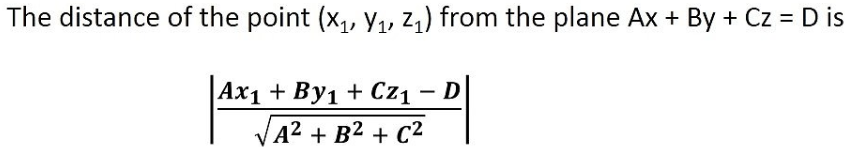 The distance of the point (x₁, y₁, z₁) from the plane Ax + By + Cz = D is
|Ax₁ + By₁ + Cz₁ − D|
√A² + B² + C²